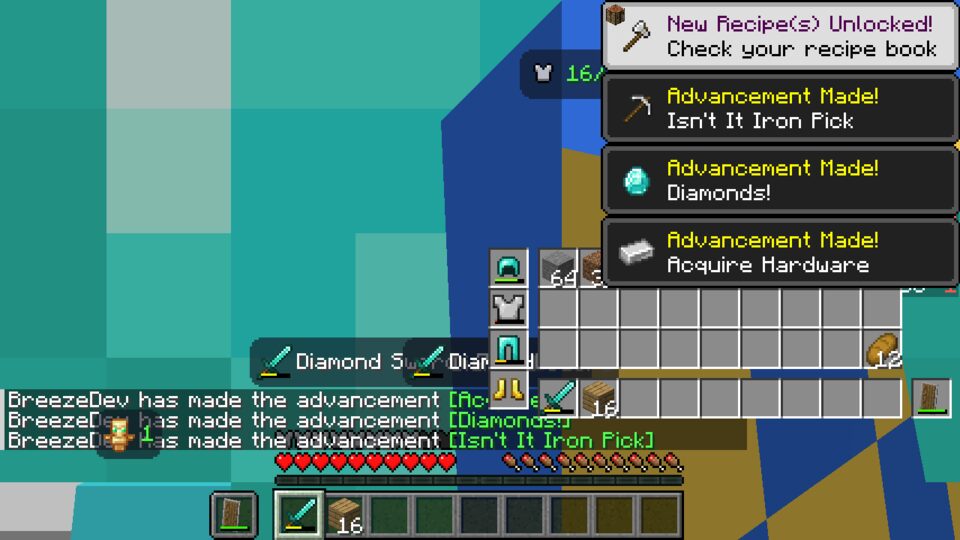 New Recipe(s) Unlocked!
Check your recipe book
16/
Advancement Made!
Isn't It Iron Pick
Advancement Made!
Diamonds!
Advancement Made!
Acquire Hardware
64
12
Diamond
16
BreezeDev has made the advancement
BreezeDev has made the advancement [Diamonds!]
1
BreezeDev has made the advancement [Isn't It Iron Pick]
16